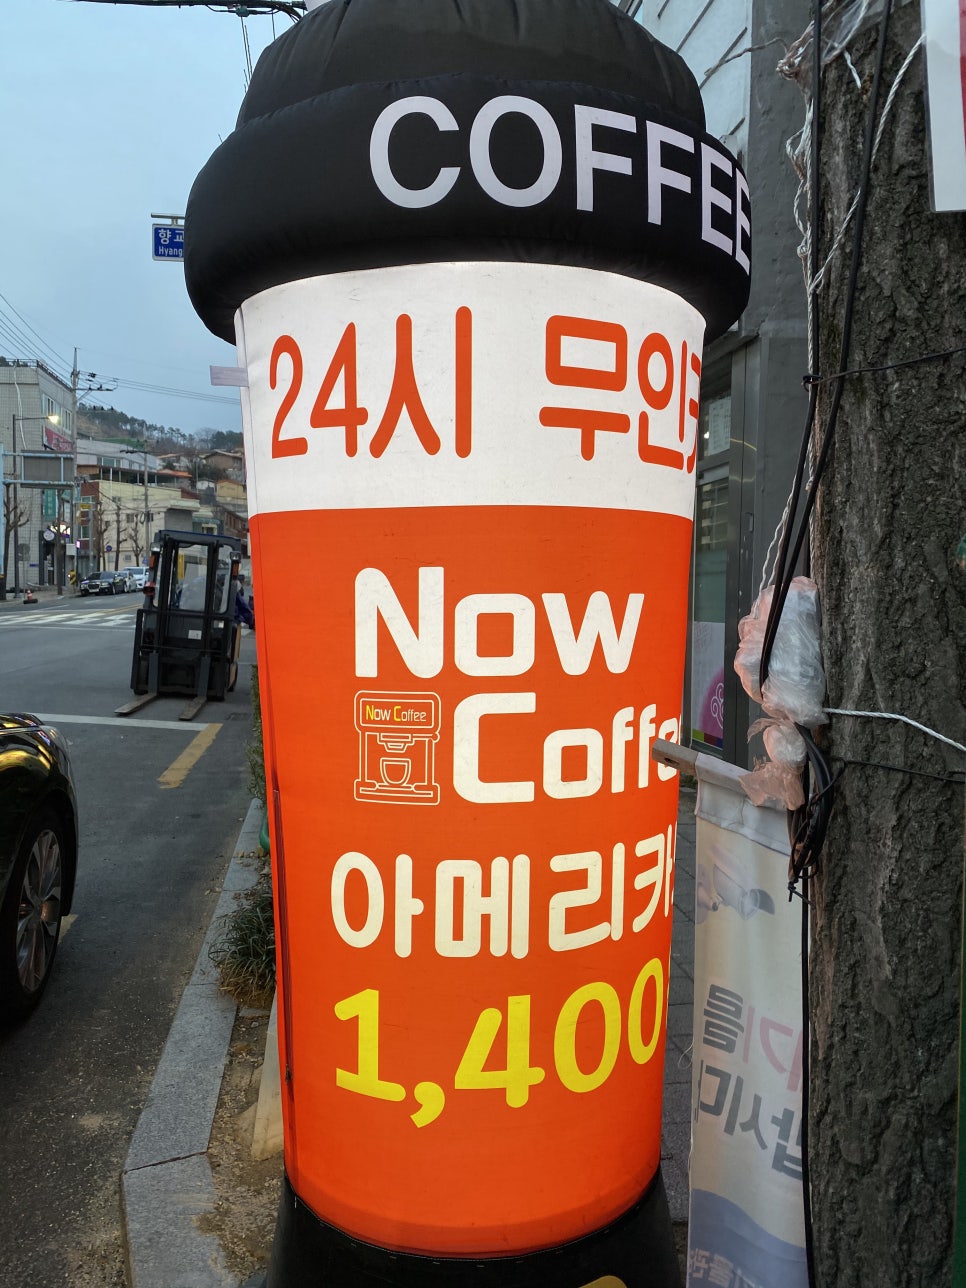 COFFEE
향교
Hyang
24시 무인
Now
Now Coffee
Coffe
아메리카
1,400